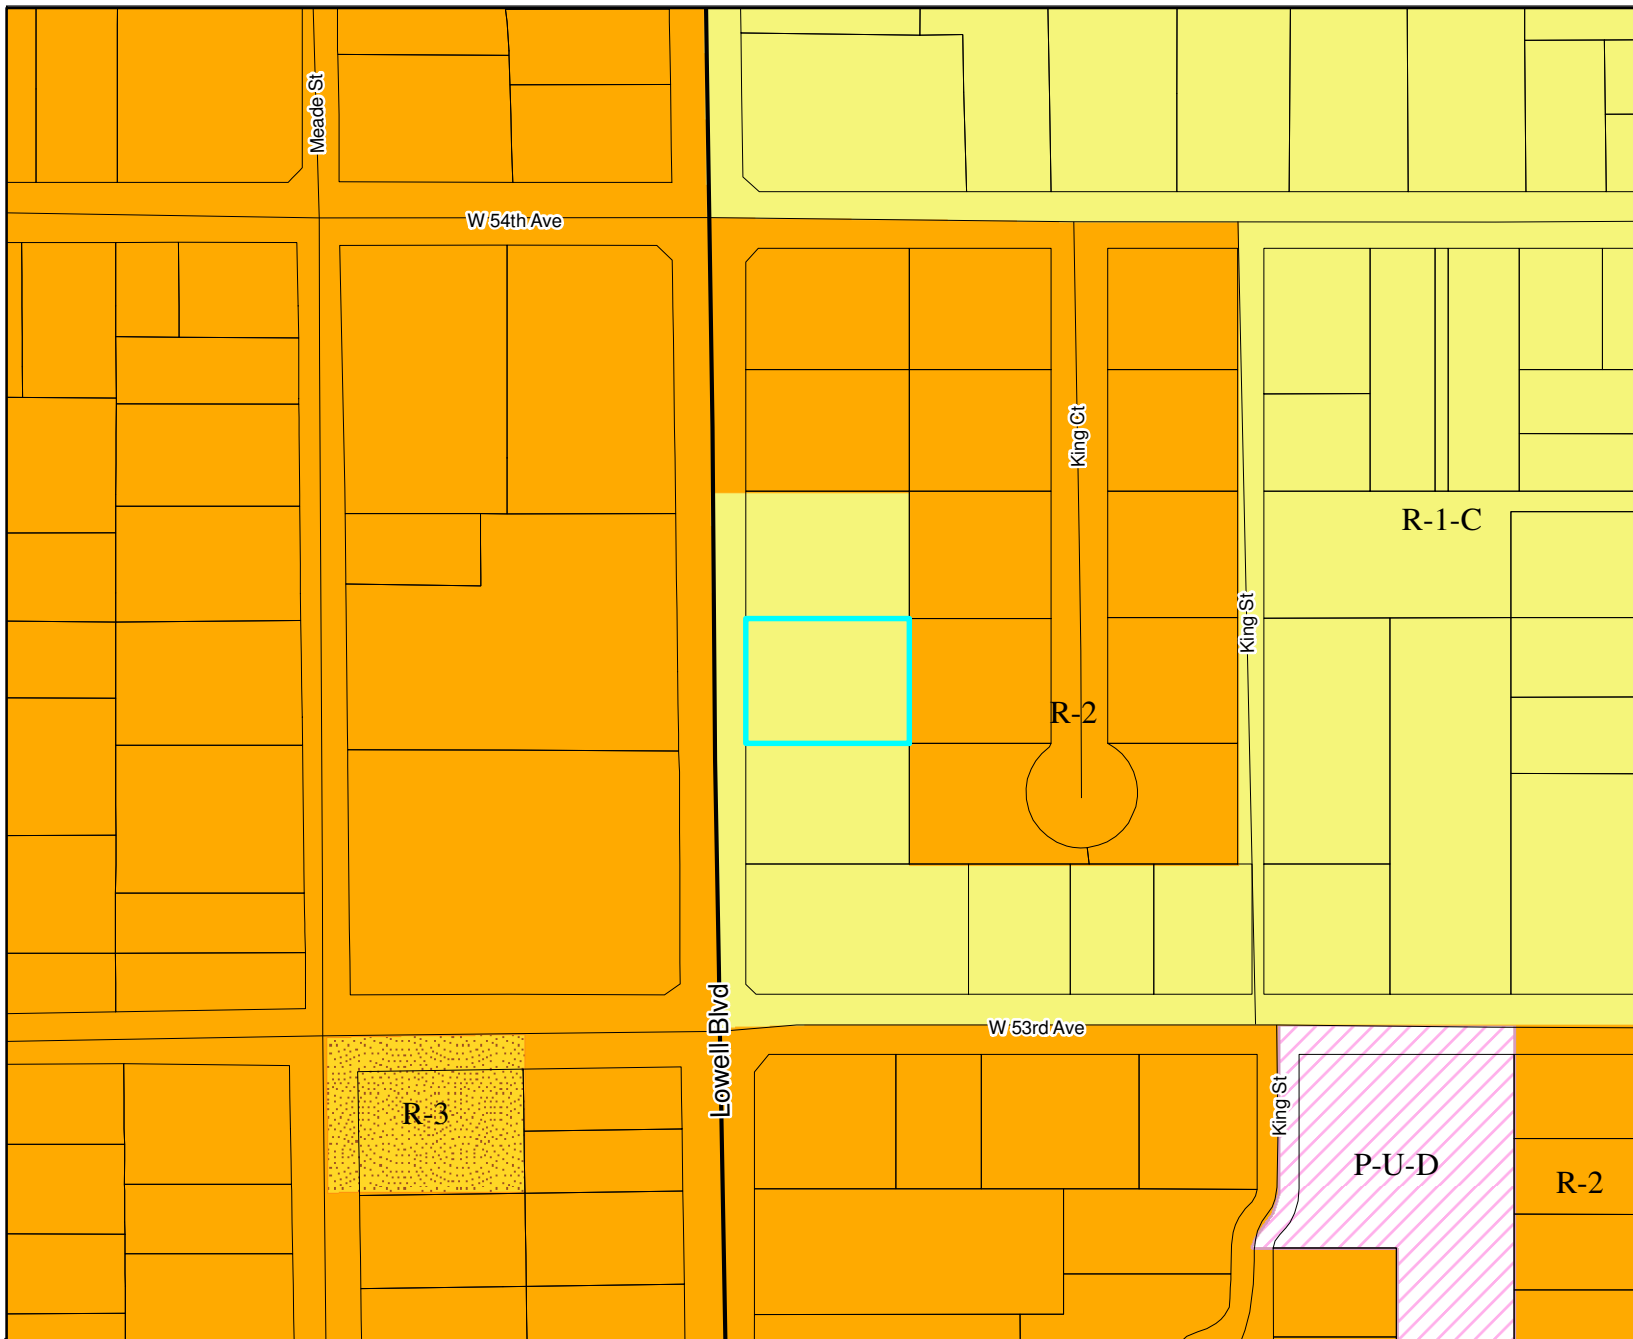 Meade St
W 54th Ave
King Ct
R-1-C
King St
R-2
Lowell Blvd
W 53rd Ave
R-3
King St
P-U-D
R-2